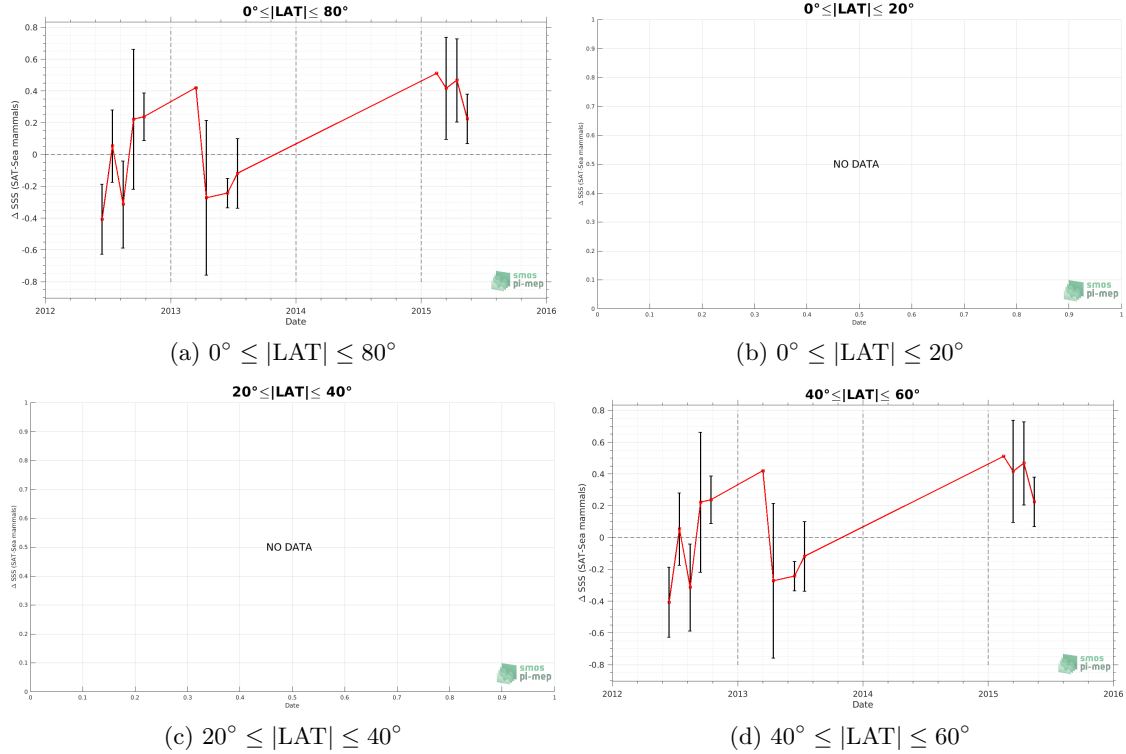 0°≤|LAT|≤ 80°
0.8
0.6
0.4
0.2
0
-0.2
-0.4
-0.6
-0.8
Δ SSS (SAT-Sea mammals)
2012
2013
2014
2015
2016
Date
smos
pi-mep
(a) 0° ≤ |LAT| ≤ 80°
0°≤|LAT|≤ 20°
1
0.9
0.8
0.7
0.6
0.5
0.4
0.3
0.2
0.1
0
Δ SSS (SAT-Sea mammals)
NO DATA
0
0.1
0.2
0.3
0.4
0.5
0.6
0.7
0.8
0.9
1
Date
smos
pi-mep
(b) 0° ≤ |LAT| ≤ 20°
20°≤|LAT|≤ 40°
1
0.9
0.8
0.7
0.6
0.5
0.4
0.3
0.2
0.1
0
Δ SSS (SAT-Sea mammals)
NO DATA
0
0.1
0.2
0.3
0.4
0.5
0.6
0.7
0.8
0.9
1
Date
smos
pi-mep
(c) 20° ≤ |LAT| ≤ 40°
40°≤|LAT|≤ 60°
0.8
0.6
0.4
0.2
0
-0.2
-0.4
-0.6
-0.8
Δ SSS (SAT-Sea mammals)
2012
2013
2014
2015
2016
Date
smos
pi-mep
(d) 40° ≤ |LAT| ≤ 60°